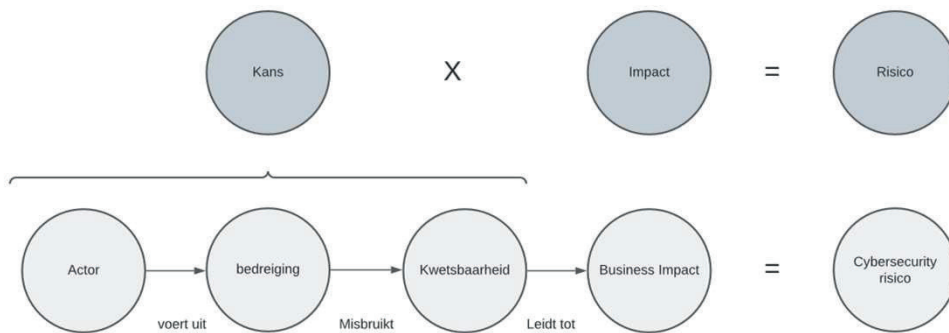 Kans
X
Impact
=
Risico
Actor
bedreiging
Kwetsbaarheid
Business Impact
=
Cybersecurity
risico
voert uit
Misbruikt
Leidt tot